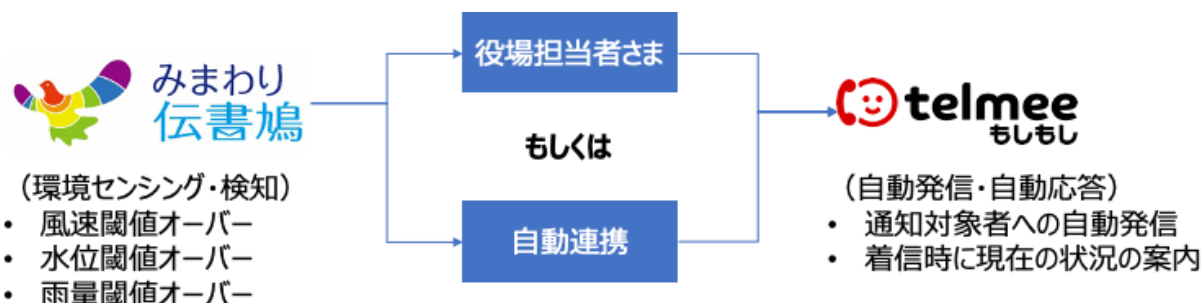 みまわり
伝書鳩
(環境センシング・検知)
• 風速閾値オーバー
• 水位閾値オーバー
• 雨量閾値オーバー
役場担当者さま
もしくは
自動連携
telmee
もしもし
(自動発信・自動応答)
• 通知対象者への自動発信
• 着信時に現在の状況の案内